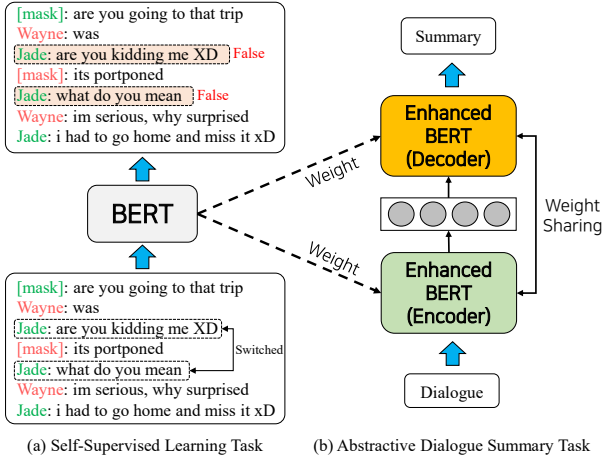 [mask]: are you going to that trip
Wayne: was
Jade: are you kidding me XD
False
[mask]: its portponed
Jade: what do you mean
False
Wayne: im serious, why surprised
Jade: i had to go home and miss it xD
BERT
[mask]: are you going to that trip
Wayne: was
Jade: are you kidding me XD
[mask]: its portponed
Switched
Jade: what do you mean
Wayne: im serious, why surprised
Jade: i had to go home and miss it xD
(a) Self-Supervised Learning Task
Summary
Enhanced
BERT
(Decoder)
Weight
Weight
Sharing
Weight
Enhanced
BERT
(Encoder)
Dialogue
(b) Abstractive Dialogue Summary Task